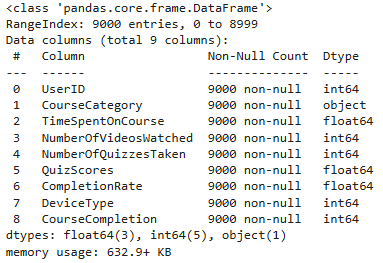 <class 'pandas.core.frame.DataFrame'>
RangeIndex: 9000 entries, 0 to 8999
Data columns (total 9 columns):
 #   Column                 Non-Null Count  Dtype
---  ------                 --------------  -----
 0   UserID                 9000 non-null   int64
 1   CourseCategory         9000 non-null   object
 2   TimeSpentOnCourse      9000 non-null   float64
 3   NumberOfVideosWatched  9000 non-null   int64
 4   NumberOfQuizzesTaken   9000 non-null   int64
 5   QuizScores             9000 non-null   float64
 6   CompletionRate         9000 non-null   float64
 7   DeviceType             9000 non-null   int64
 8   CourseCompletion       9000 non-null   int64
dtypes: float64(3), int64(5), object(1)
memory usage: 632.9+ KB